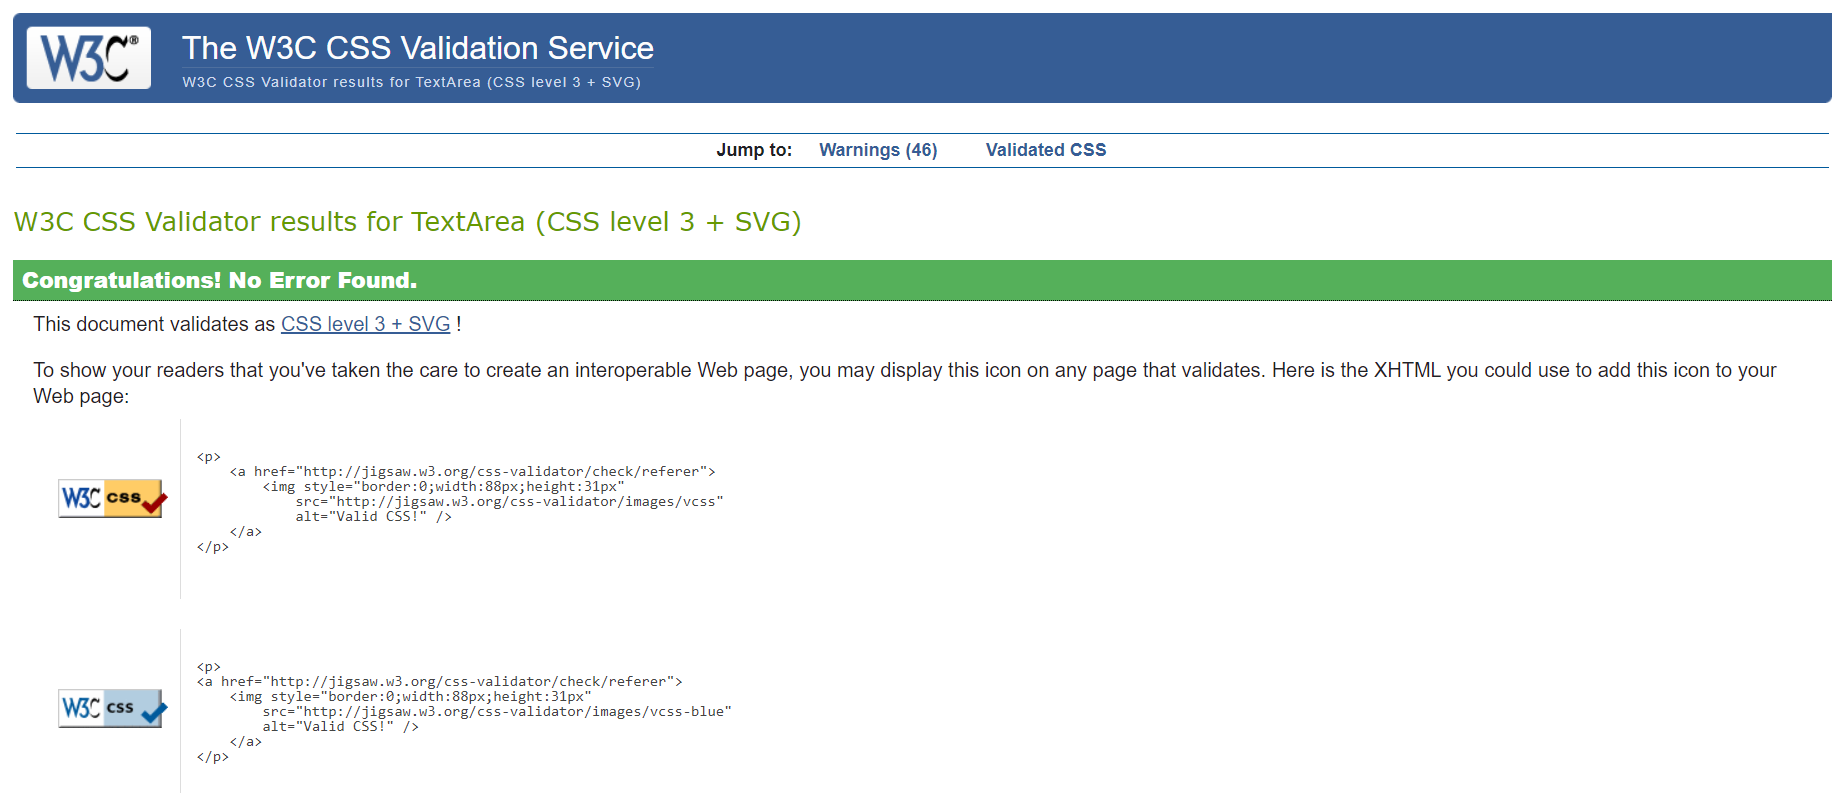 W3C®
The W3C CSS Validation Service
W3C CSS Validator results for TextArea (CSS level 3 + SVG)
Jump to: Warnings (46) Validated CSS
W3C CSS Validator results for TextArea (CSS level 3 + SVG)
Congratulations! No Error Found.
This document validates as CSS level 3 + SVG !
To show your readers that you've taken the care to create an interoperable Web page, you may display this icon on any page that validates. Here is the XHTML you could use to add this icon to your
Web page:
W3C css
<p>
    <a href="http://jigsaw.w3.org/css-validator/check/referer">
        <img style="border:0;width:88px;height:31px"
            src="http://jigsaw.w3.org/css-validator/images/vcss"
            alt="Valid CSS!" />
    </a>
</p>
W3C css
<p>
<a href="http://jigsaw.w3.org/css-validator/check/referer">
    <img style="border:0;width:88px;height:31px"
        src="http://jigsaw.w3.org/css-validator/images/vcss-blue"
        alt="Valid CSS!" />
    </a>
</p>